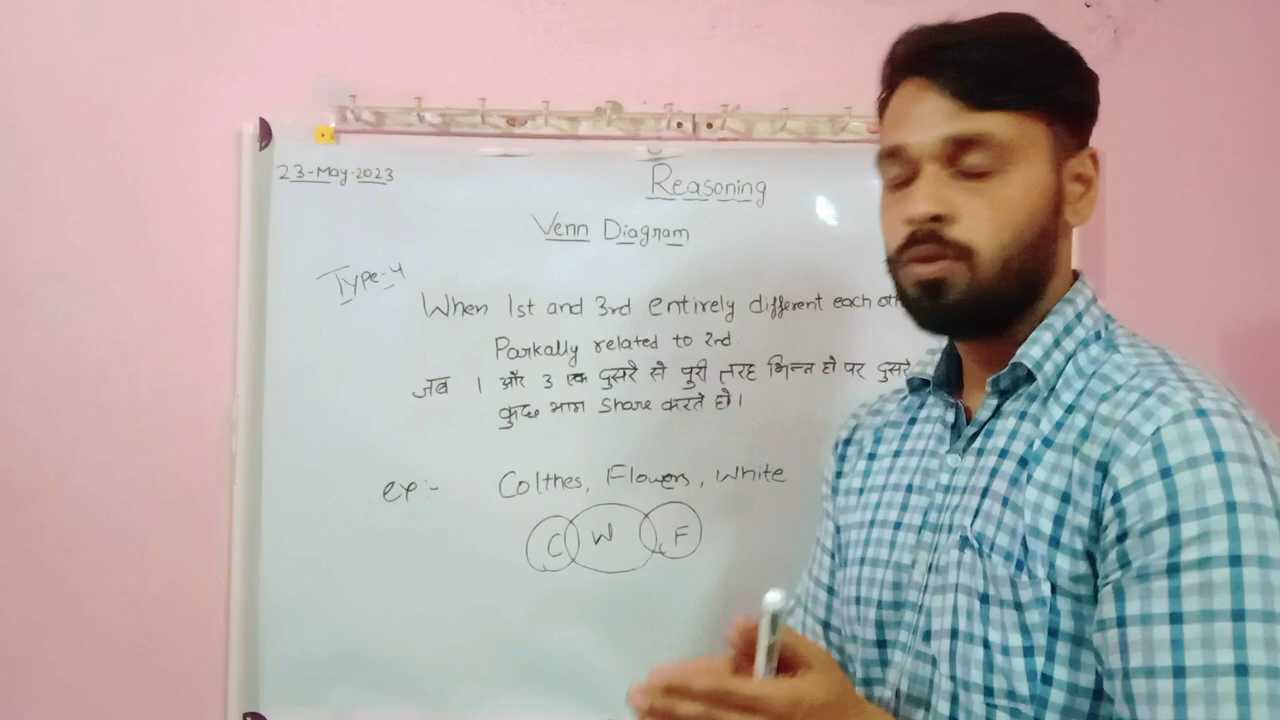 23-May-2023
Reasoning
Venn Diagram
Type-4
When 1st and 3rd entirely different each oth
Parkally related to 2nd.
जब 1 और 3 एक दुसरे से पुरी तरह भिन्न हो पर दुसरे
कुछ भाग Share करते हो।
ex:- Colthes, Flowers, White
C W F